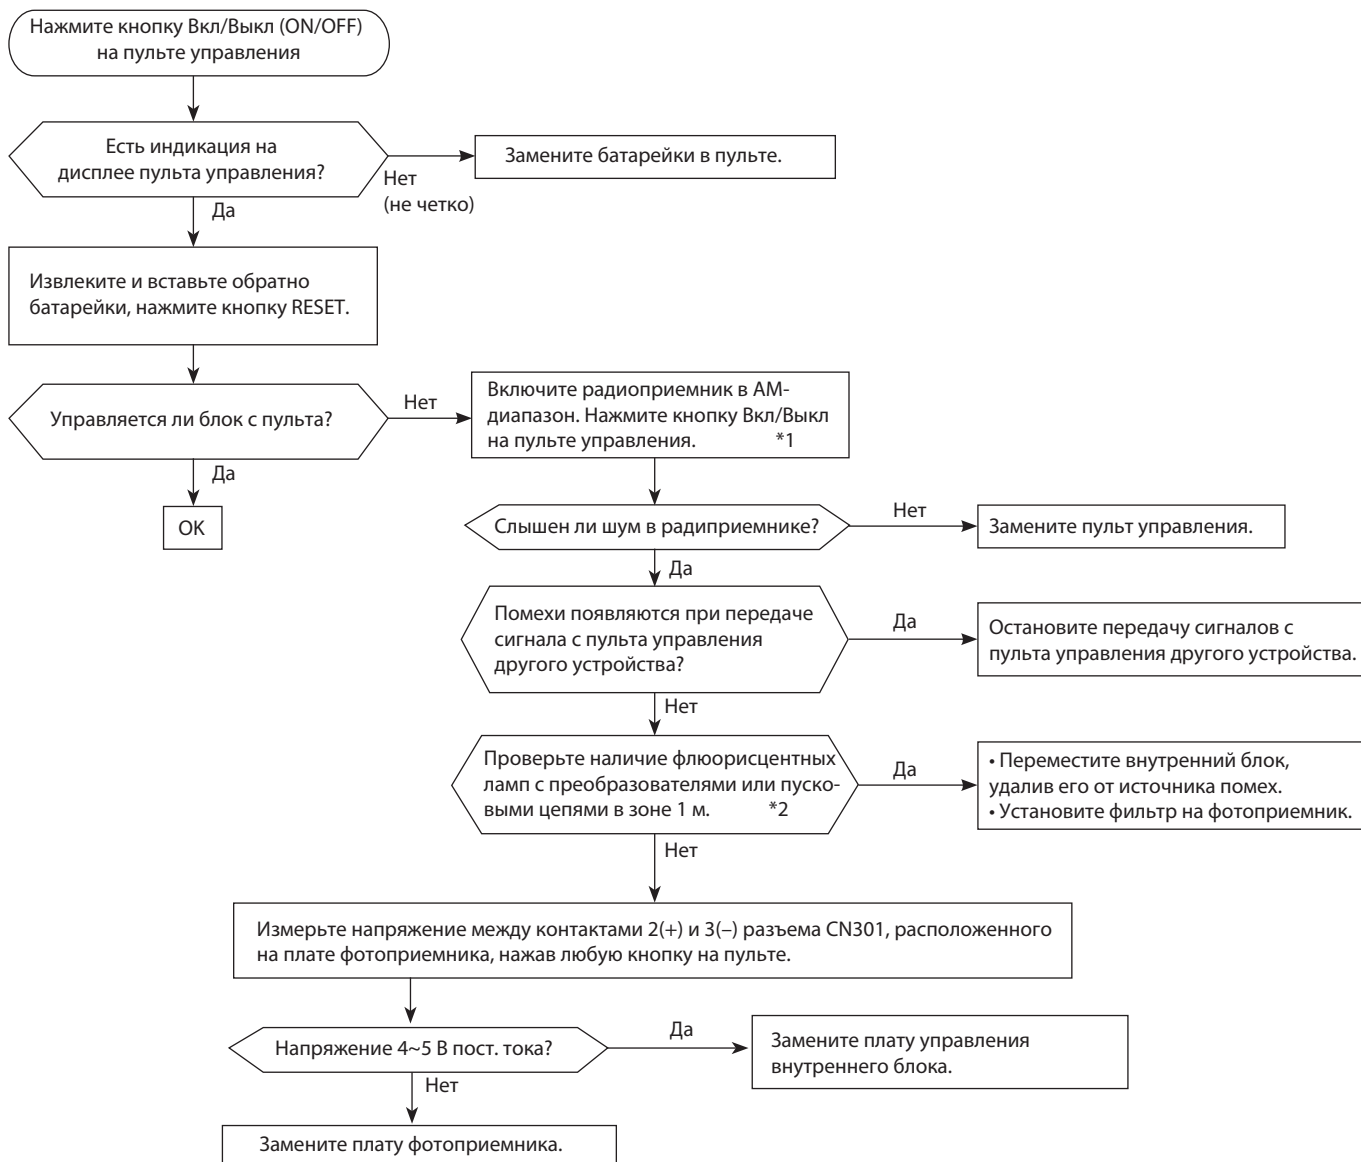 Нажмите кнопку Вкл/Выкл (ON/OFF)
на пульте управления
Есть индикация на
дисплее пульта управления?
Замените батарейки в пульте.
Нет
(не четко)
Да
Извлеките и вставьте обратно
батарейки, нажмите кнопку RESET.
Управляется ли блок с пульта?
Нет
Включите радиоприемник в АМ-
диапазон. Нажмите кнопку Вкл/Выкл
на пульте управления. *1
Да
OK
Слышен ли шум в радиприемнике?
Нет
Замените пульт управления.
Да
Помехи появляются при передаче
сигнала с пульта управления
другого устройства?
Да
Остановите передачу сигналов с
пульта управления другого устройства.
Нет
Проверьте наличие флюорисцентных
ламп с преобразователями или пуско-
выми цепями в зоне 1 м. *2
Да
• Переместите внутренний блок,
удалив его от источника помех.
• Установите фильтр на фотоприемник.
Нет
Измерьте напряжение между контактами 2(+) и 3(–) разъема CN301, расположенного
на плате фотоприемника, нажав любую кнопку на пульте.
Напряжение 4~5 В пост. тока?
Да
Замените плату управления
внутреннего блока.
Нет
Замените плату фотоприемника.